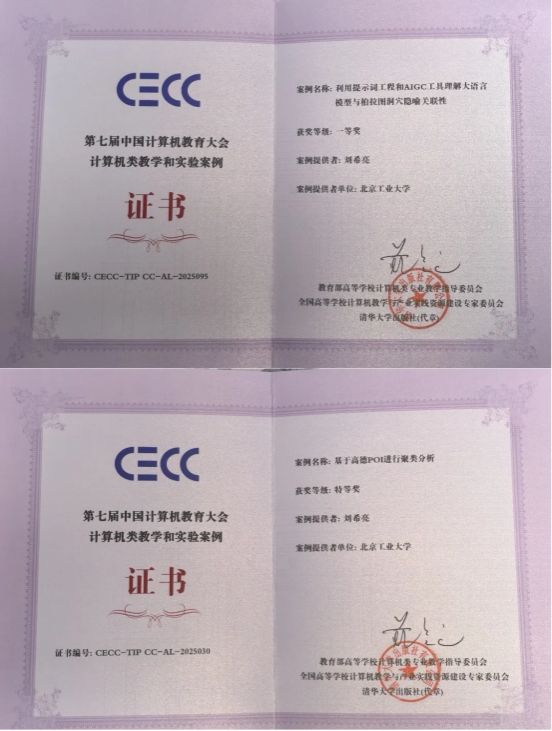 CECC
第七届中国计算机教育大会
计算机类教学和实验案例
证书
证书编号: CECC-TIP CC-AL-2025095
案例名称: 利用提示词工程和AIGC工具理解大语言
模型与柏拉图洞穴隐喻关联性
获奖等级: 一等奖
案例提供者: 刘希亮
案例提供者单位: 北京工业大学
教育部高等学校计算机类专业教学指导委员会
全国高等学校计算机教学与产业实践资源建设专家委员会
清华大学出版社(代章)
CECC
第七届中国计算机教育大会
计算机类教学和实验案例
证书
证书编号: CECC-TIP CC-AL-2025030
案例名称: 基于高德POI进行聚类分析
获奖等级: 特等奖
案例提供者: 刘希亮
案例提供者单位: 北京工业大学
教育部高等学校计算机类专业教学指导委员会
全国高等学校计算机教学与产业实践资源建设专家委员会
清华大学出版社(代章)